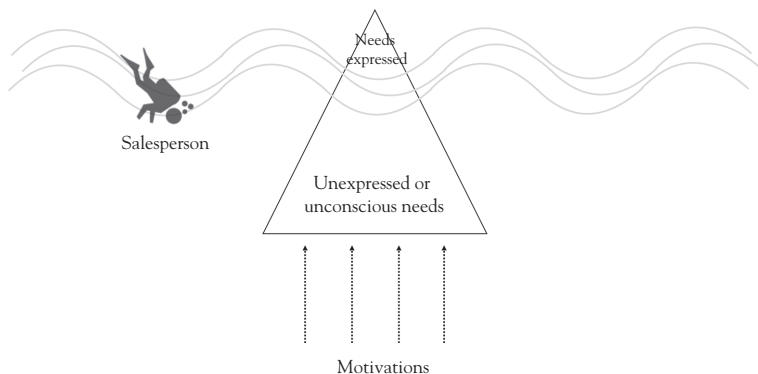 Needs
expressed
Salesperson
Unexpressed or
unconscious needs
Motivations